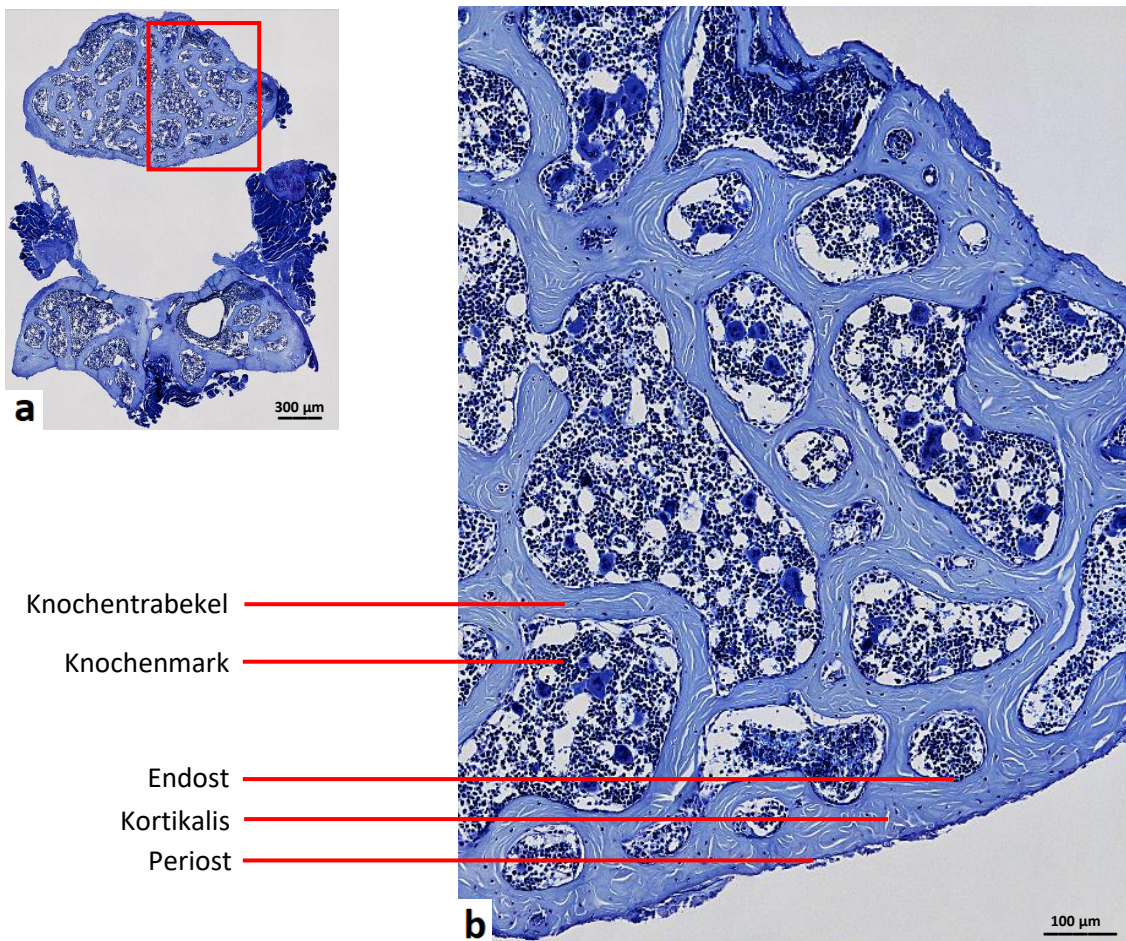 a
300 µm
Knochentrabekel
Knochenmark
Endost
Kortikalis
Periost
b
100 µm